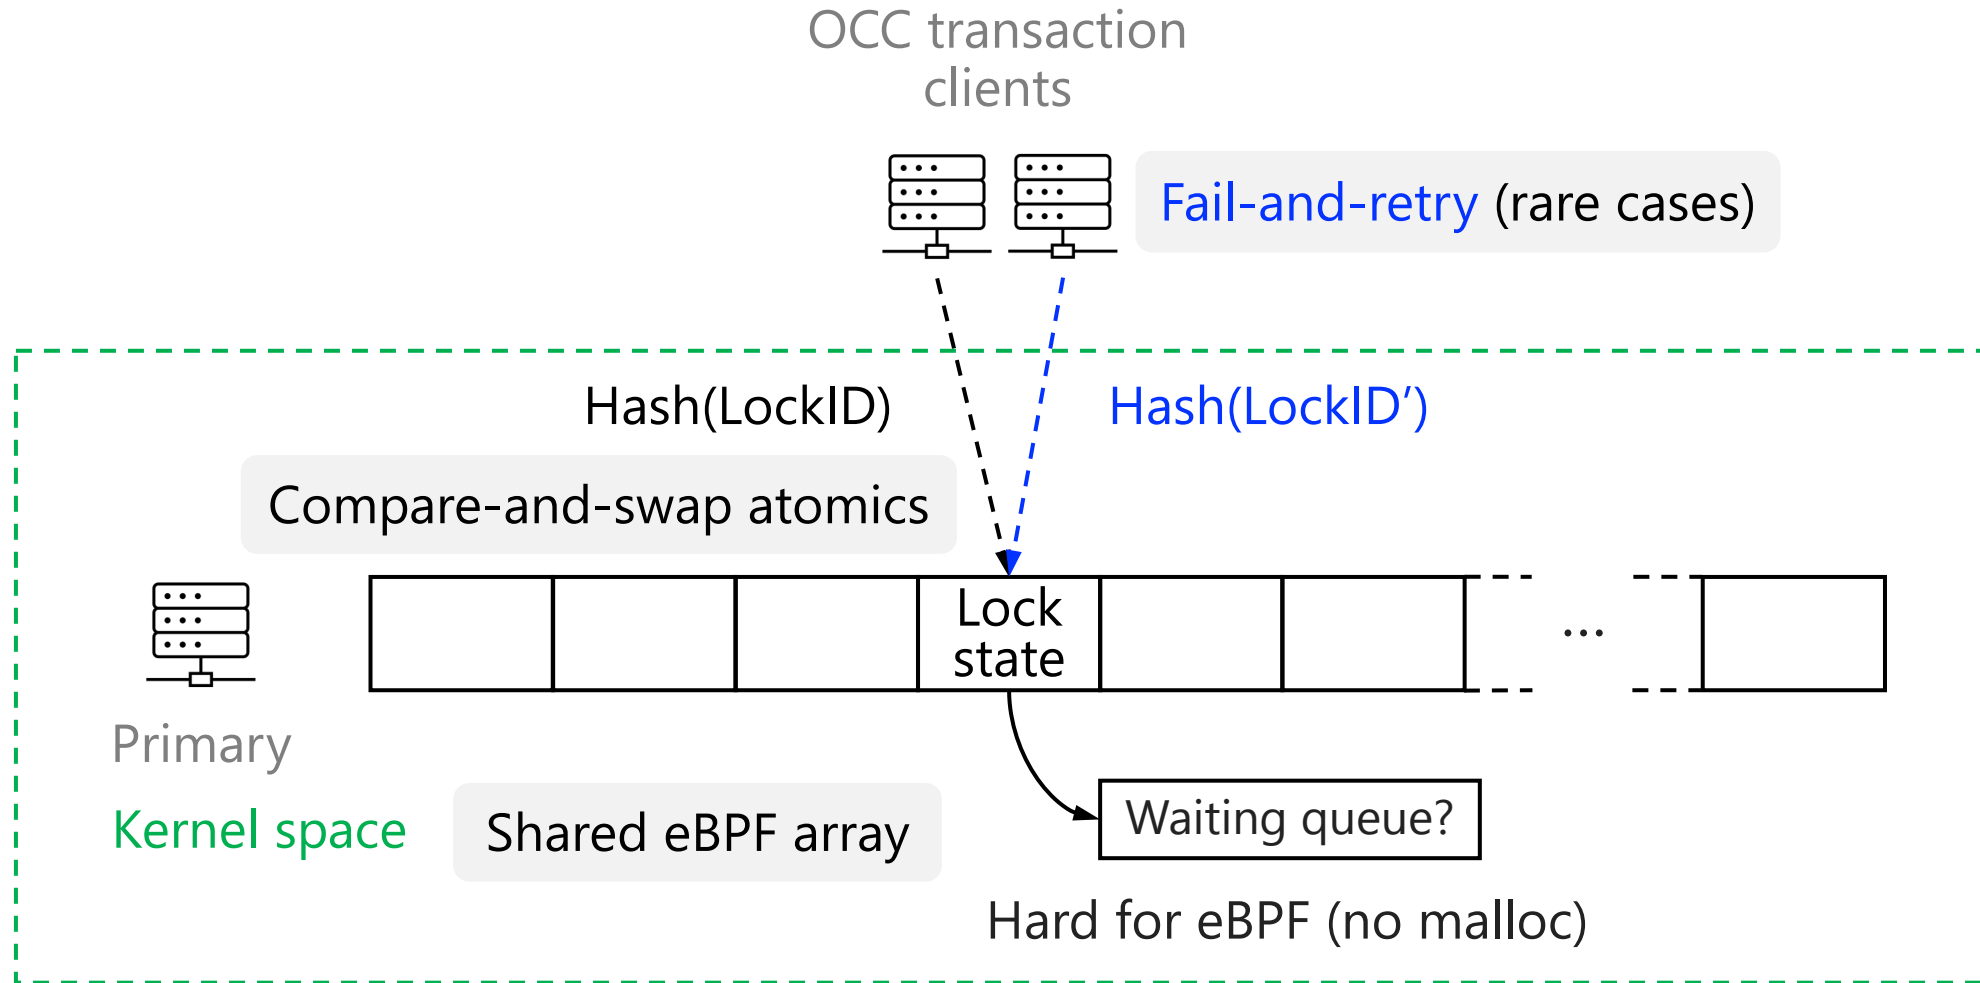 OCC transaction
clients
Fail-and-retry (rare cases)
Hash(LockID)
Hash(LockID’)
Compare-and-swap atomics
Lock
state
...
Primary
Kernel space
Shared eBPF array
Waiting queue?
Hard for eBPF (no malloc)